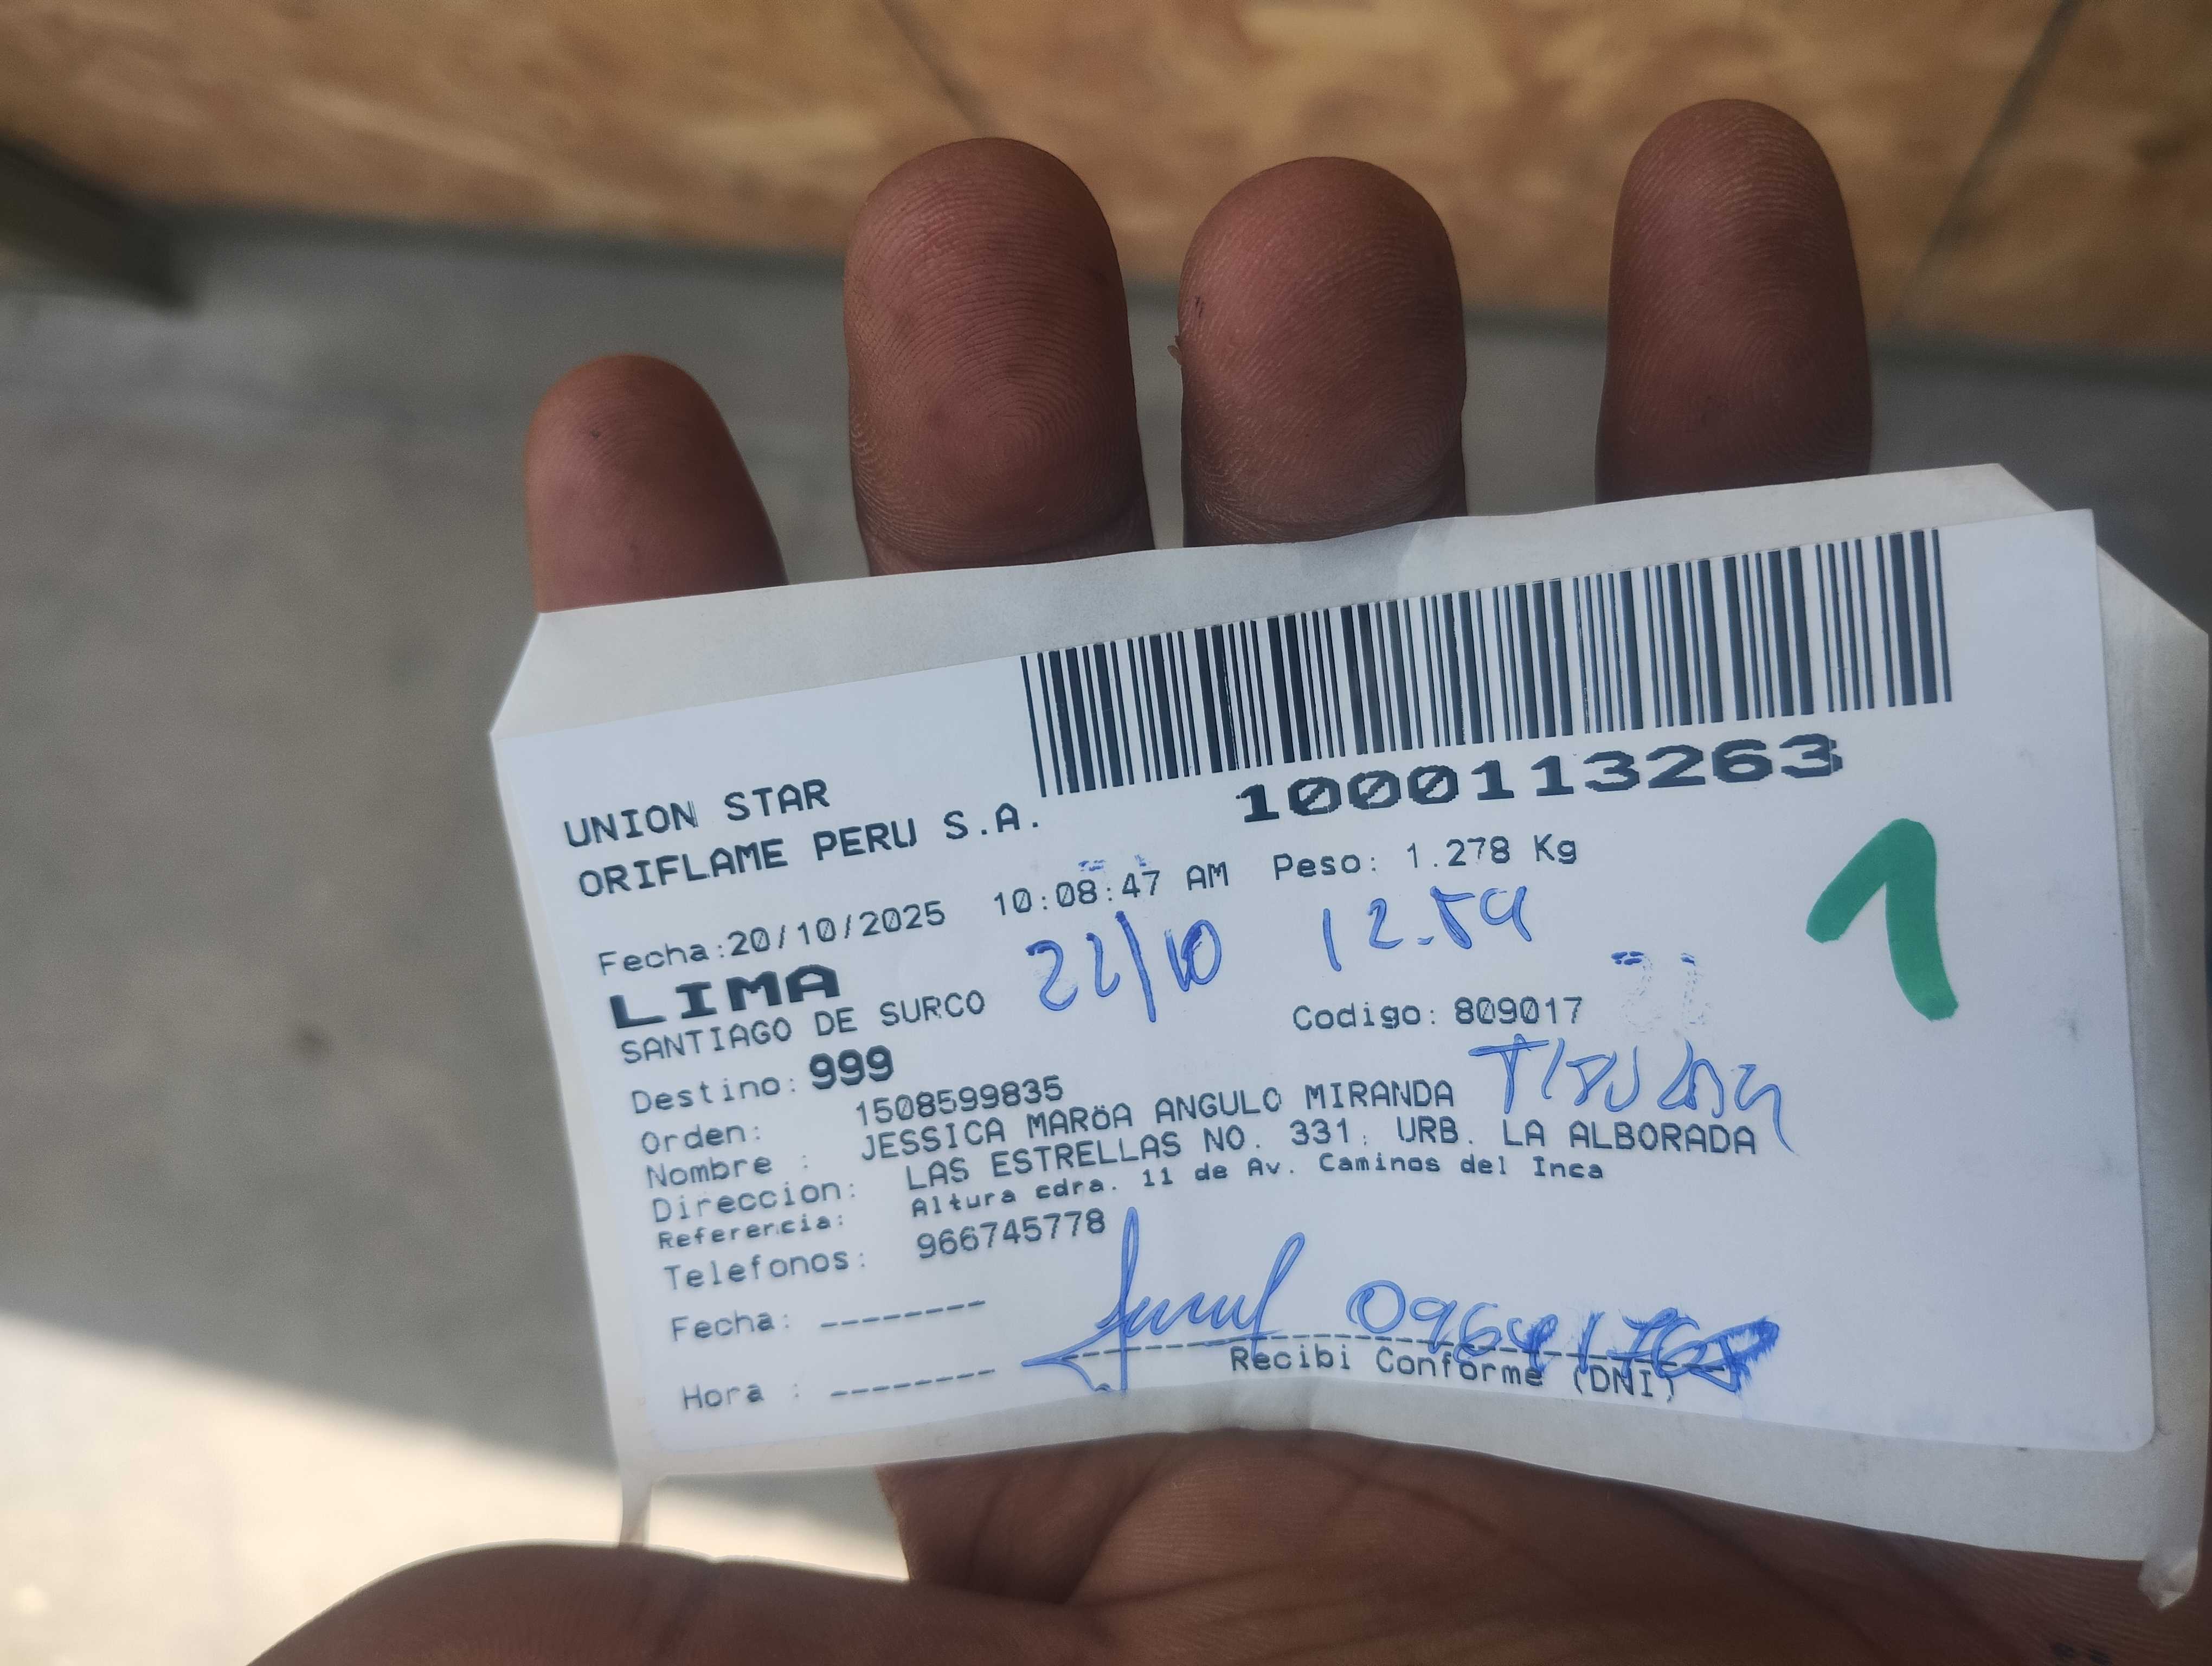 1000113263
UNION STAR
ORIFLAME PERU S.A.
Fecha:20/10/2025 10:08:47 AM Peso: 1.278 Kg
LIMA 22/10 12.59
SANTIAGO DE SURCO
Codigo: 809017
1
Destino: 999
Orden: 1508599835
Nombre : JESSICA MARöA ANGULO MIRANDA
Direccion: LAS ESTRELLAS NO. 331, URB. LA ALBORADA
Referencia: Altura cdra. 11 de Av. Caminos del Inca
Telefonos: 966745778
Fecha: --------
Hora : --------
Recibi Conforme (DNI)